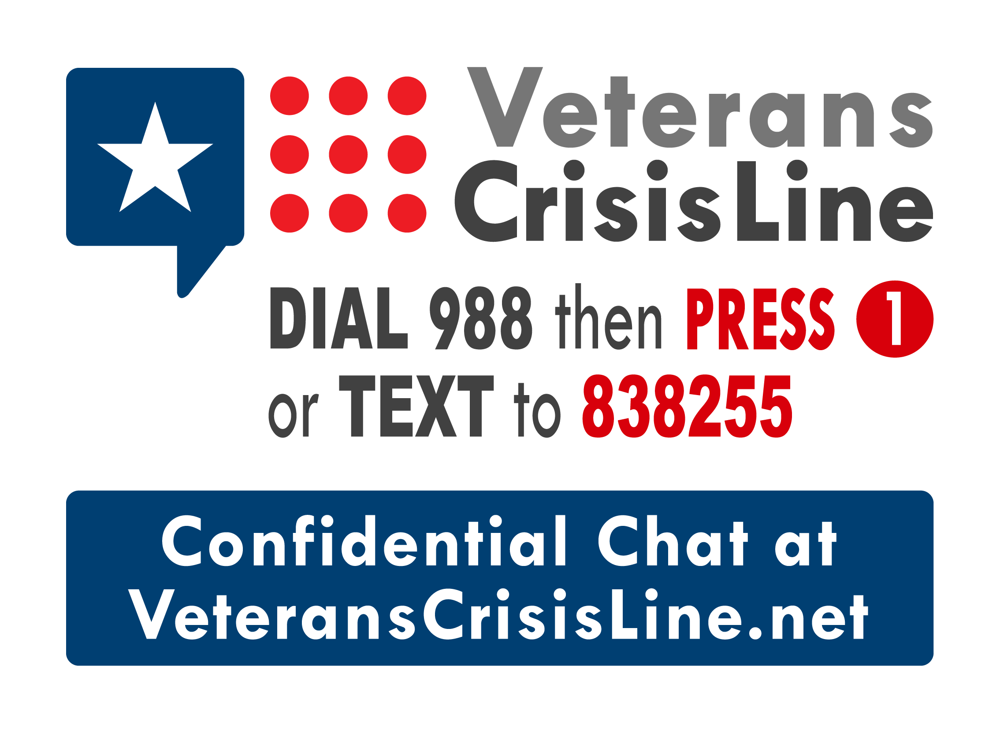 Veterans
CrisisLine
DIAL 988 then PRESS 1
or TEXT to 838255
Confidential Chat at
VeteransCrisisLine.net